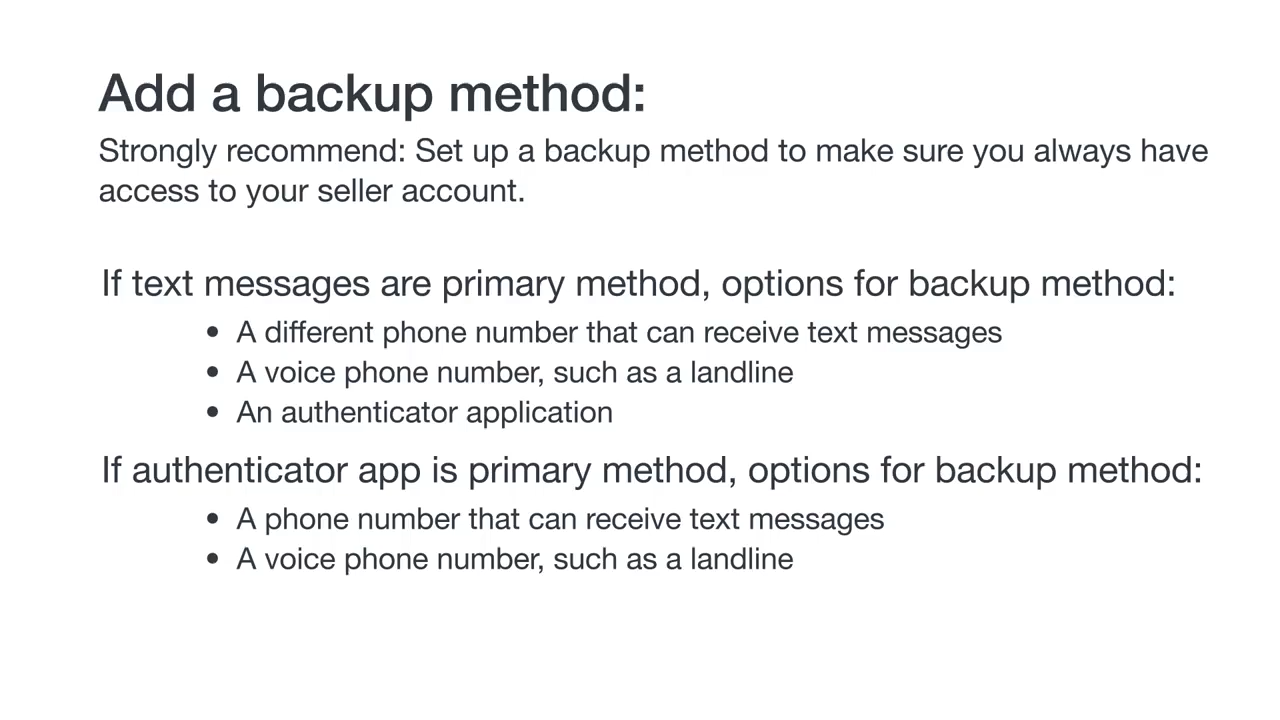 Add a backup method:
Strongly recommend: Set up a backup method to make sure you always have
access to your seller account.
If text messages are primary method, options for backup method:
• A different phone number that can receive text messages
• A voice phone number, such as a landline
• An authenticator application
If authenticator app is primary method, options for backup method:
• A phone number that can receive text messages
• A voice phone number, such as a landline